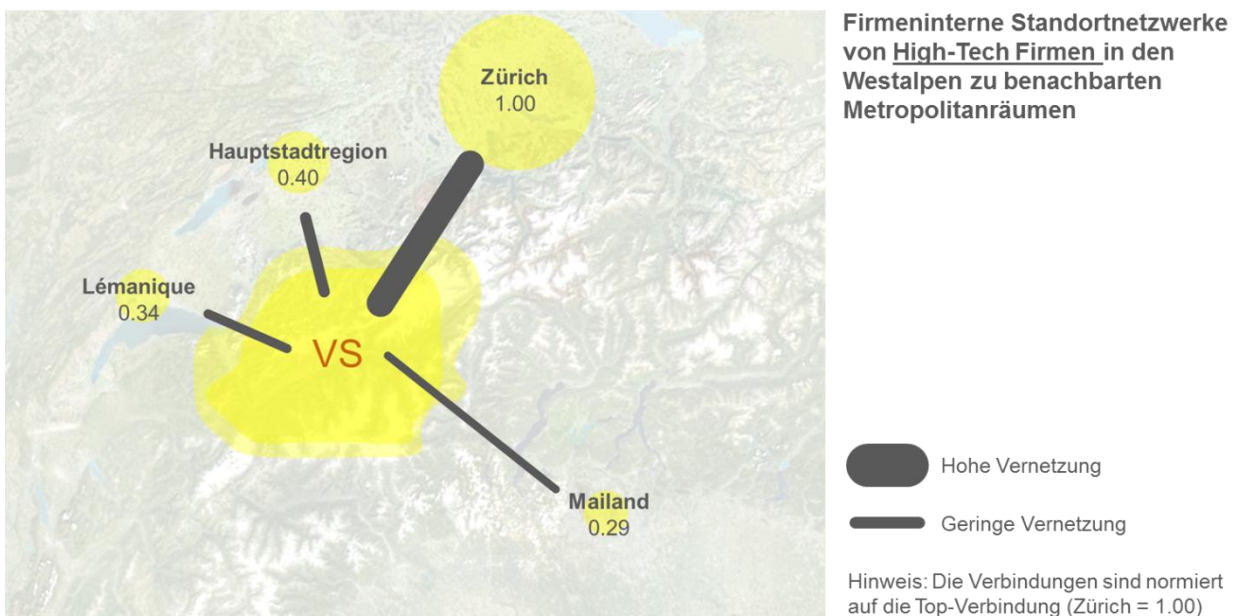 Firmeninterne Standortnetzwerke
von High-Tech Firmen in den
Westalpen zu benachbarten
Metropolitanräumen
Zürich
1.00
Hauptstadtregion
0.40
Lémanique
0.34
VS
Mailand
0.29
Hohe Vernetzung
Geringe Vernetzung
Hinweis: Die Verbindungen sind normiert
auf die Top-Verbindung (Zürich = 1.00)